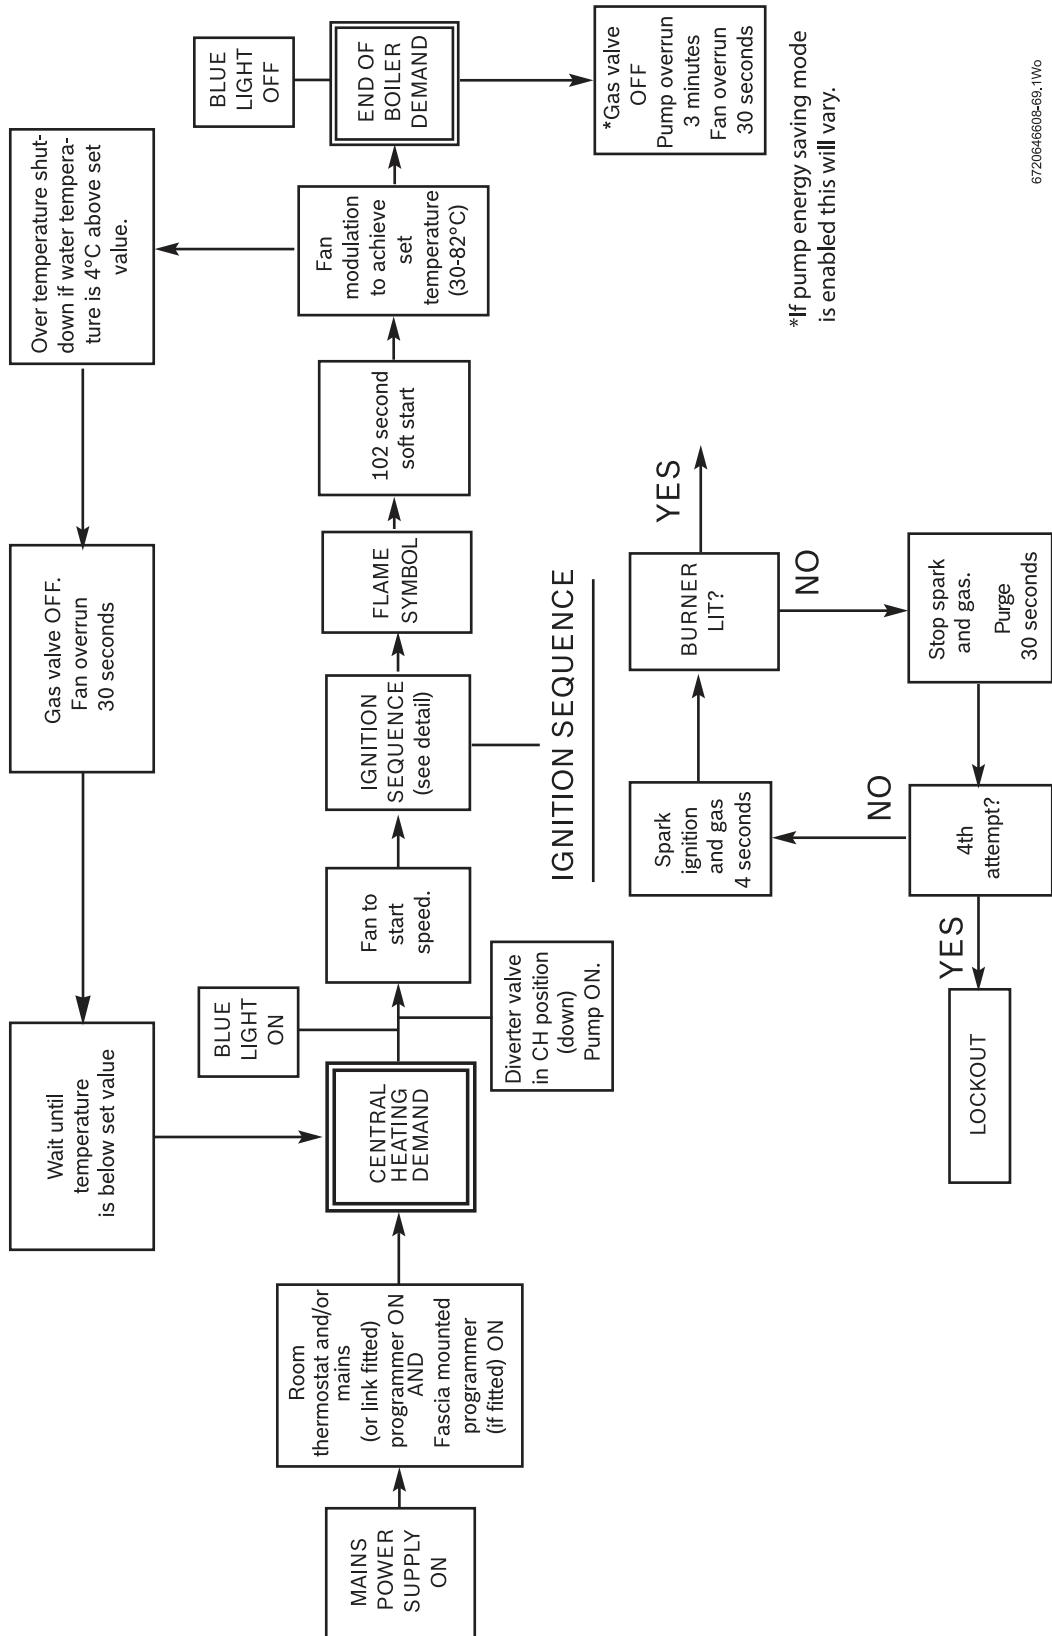 MAINS
POWER
SUPPLY
ON
Room
thermostat and/or
mains
(or link fitted)
programmer ON
AND
Fascia mounted
programmer
(if fitted) ON
CENTRAL
HEATING
DEMAND
BLUE
LIGHT
ON
Diverter valve
in CH position
(down)
Pump ON.
Fan to
start
speed.
IGNITION
SEQUENCE
(see detail)
FLAME
SYMBOL
102 second
soft start
Fan
modulation
to achieve
set
temperature
(30-82°C)
END OF
BOILER
DEMAND
BLUE
LIGHT
OFF
*Gas valve
OFF
Pump overrun
3 minutes
Fan overrun
30 seconds
Over temperature shut-
down if water tempera-
ture is 4°C above set
value.
Gas valve OFF.
Fan overrun
30 seconds
Wait until
temperature
is below set value
IGNITION SEQUENCE
Spark
ignition
and gas
4 seconds
BURNER
LIT?
YES
NO
Stop spark
and gas.
Purge
30 seconds
4th
attempt?
NO
YES
LOCKOUT
*If pump energy saving mode
is enabled this will vary.
6720646608-69.1Wo